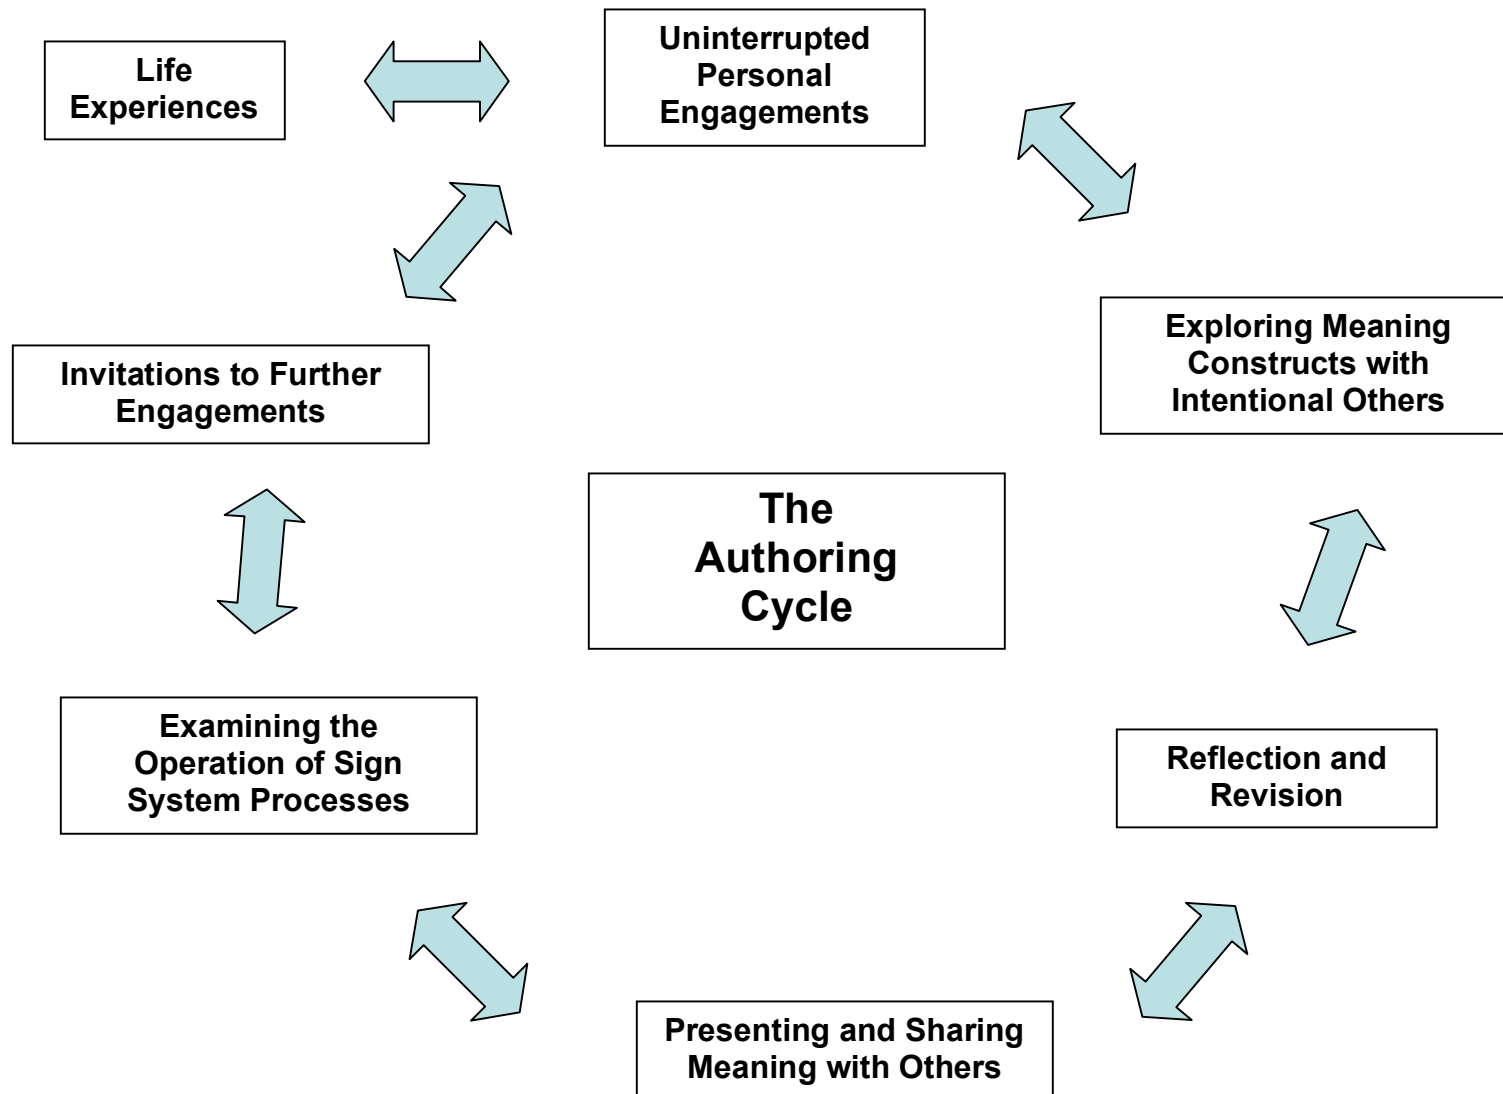 Life
Experiences
Uninterrupted
Personal
Engagements
Exploring Meaning
Constructs with
Intentional Others
Invitations to Further
Engagements
The
Authoring
Cycle
Examining the
Operation of Sign
System Processes
Reflection and
Revision
Presenting and Sharing
Meaning with Others